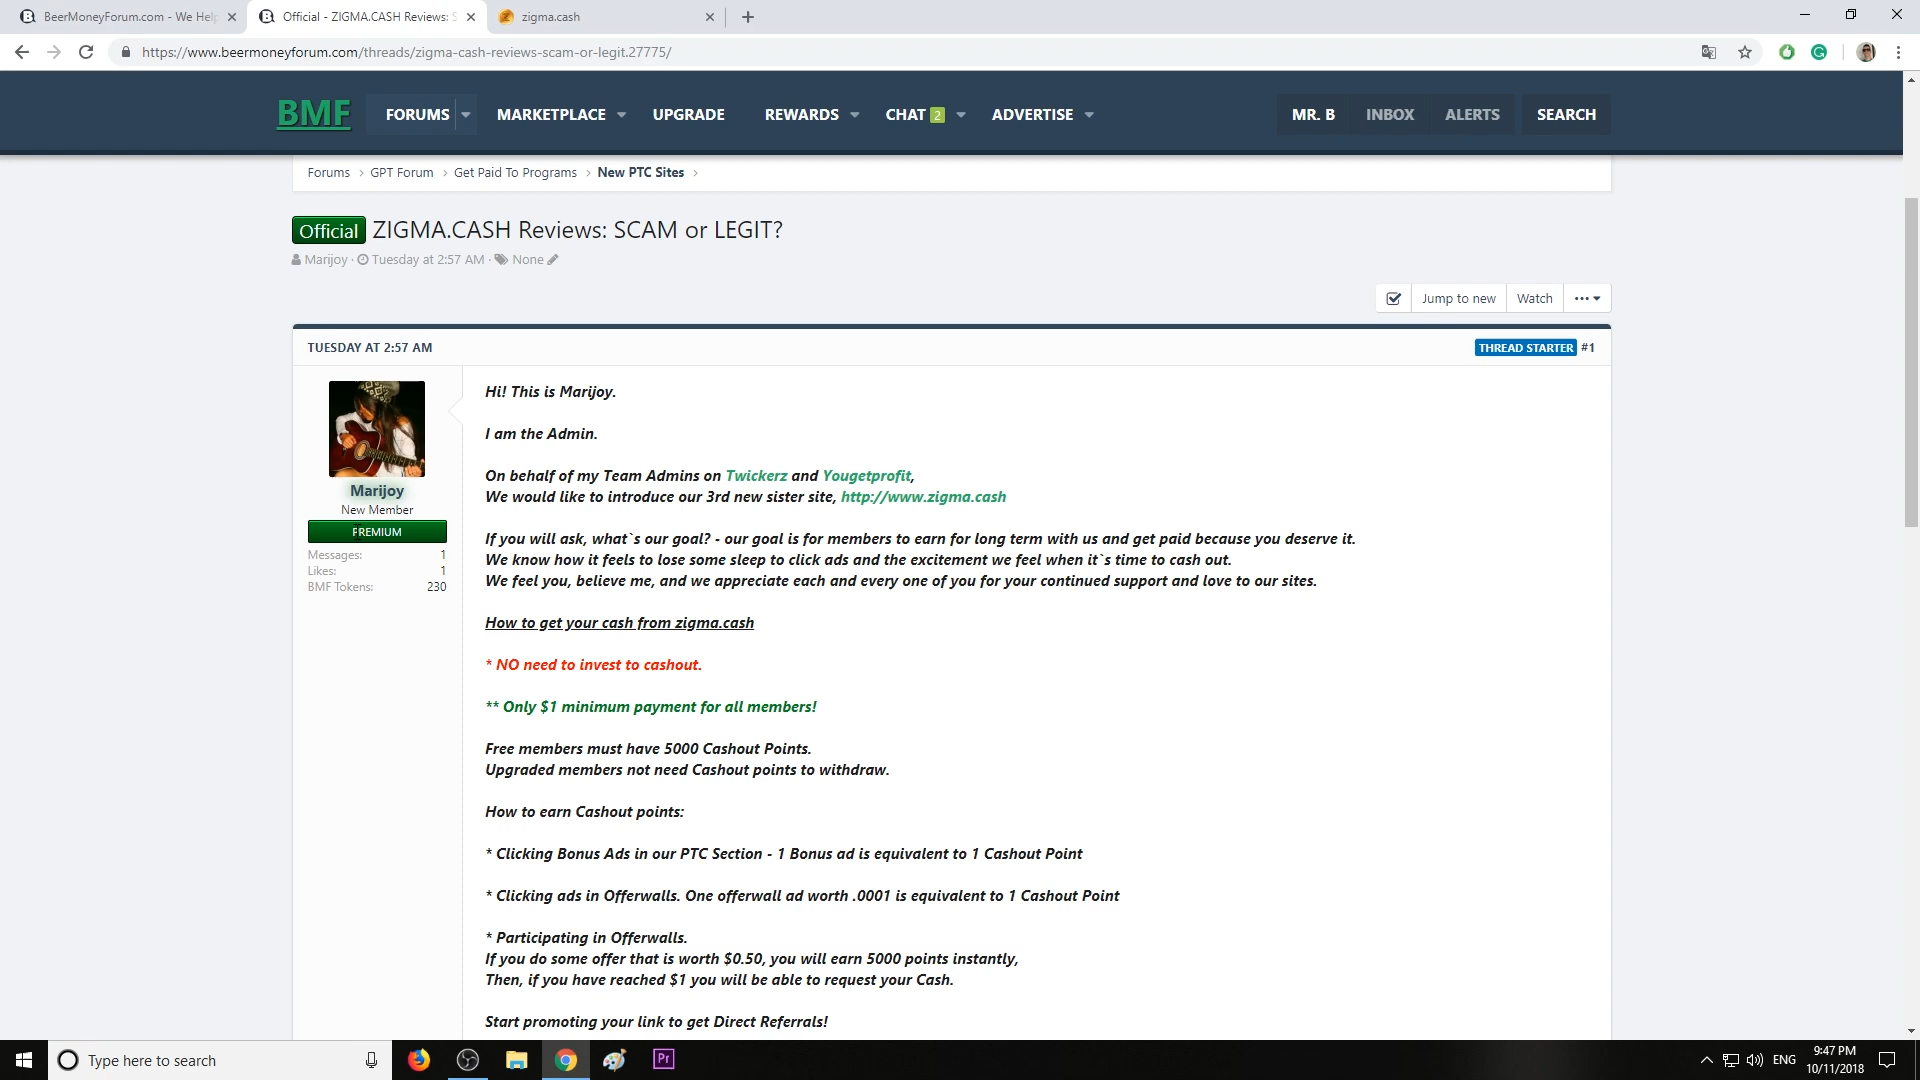 BeerMoneyForum.com - We Help
Official - ZIGMA.CASH Reviews: S
zigma.cash
https://www.beermoneyforum.com/threads/zigma-cash-reviews-scam-or-legit.27775/
BMF
FORUMS
MARKETPLACE
UPGRADE
REWARDS
CHAT 2
ADVERTISE
MR. B
INBOX
ALERTS
SEARCH
Forums › GPT Forum › Get Paid To Programs › New PTC Sites ›
Official ZIGMA.CASH Reviews: SCAM or LEGIT?
Marijoy · Tuesday at 2:57 AM · None
Jump to new
Watch
TUESDAY AT 2:57 AM
THREAD STARTER #1
Marijoy
New Member
PREMIUM
Messages: 1
Likes: 1
BMF Tokens: 230
Hi! This is Marijoy.
I am the Admin.
On behalf of my Team Admins on Twickerz and Yougetprofit,
We would like to introduce our 3rd new sister site, http://www.zigma.cash
If you will ask, what`s our goal? - our goal is for members to earn for long term with us and get paid because you deserve it.
We know how it feels to lose some sleep to click ads and the excitement we feel when it`s time to cash out.
We feel you, believe me, and we appreciate each and every one of you for your continued support and love to our sites.
How to get your cash from zigma.cash
* NO need to invest to cashout.
** Only $1 minimum payment for all members!
Free members must have 5000 Cashout Points.
Upgraded members not need Cashout points to withdraw.
How to earn Cashout points:
* Clicking Bonus Ads in our PTC Section - 1 Bonus ad is equivalent to 1 Cashout Point
* Clicking ads in Offerwalls. One offerwall ad worth .0001 is equivalent to 1 Cashout Point
* Participating in Offerwalls.
If you do some offer that is worth $0.50, you will earn 5000 points instantly,
Then, if you have reached $1 you will be able to request your Cash.
Start promoting your link to get Direct Referrals!
Type here to search
Pr
ENG
9:47 PM
10/11/2018